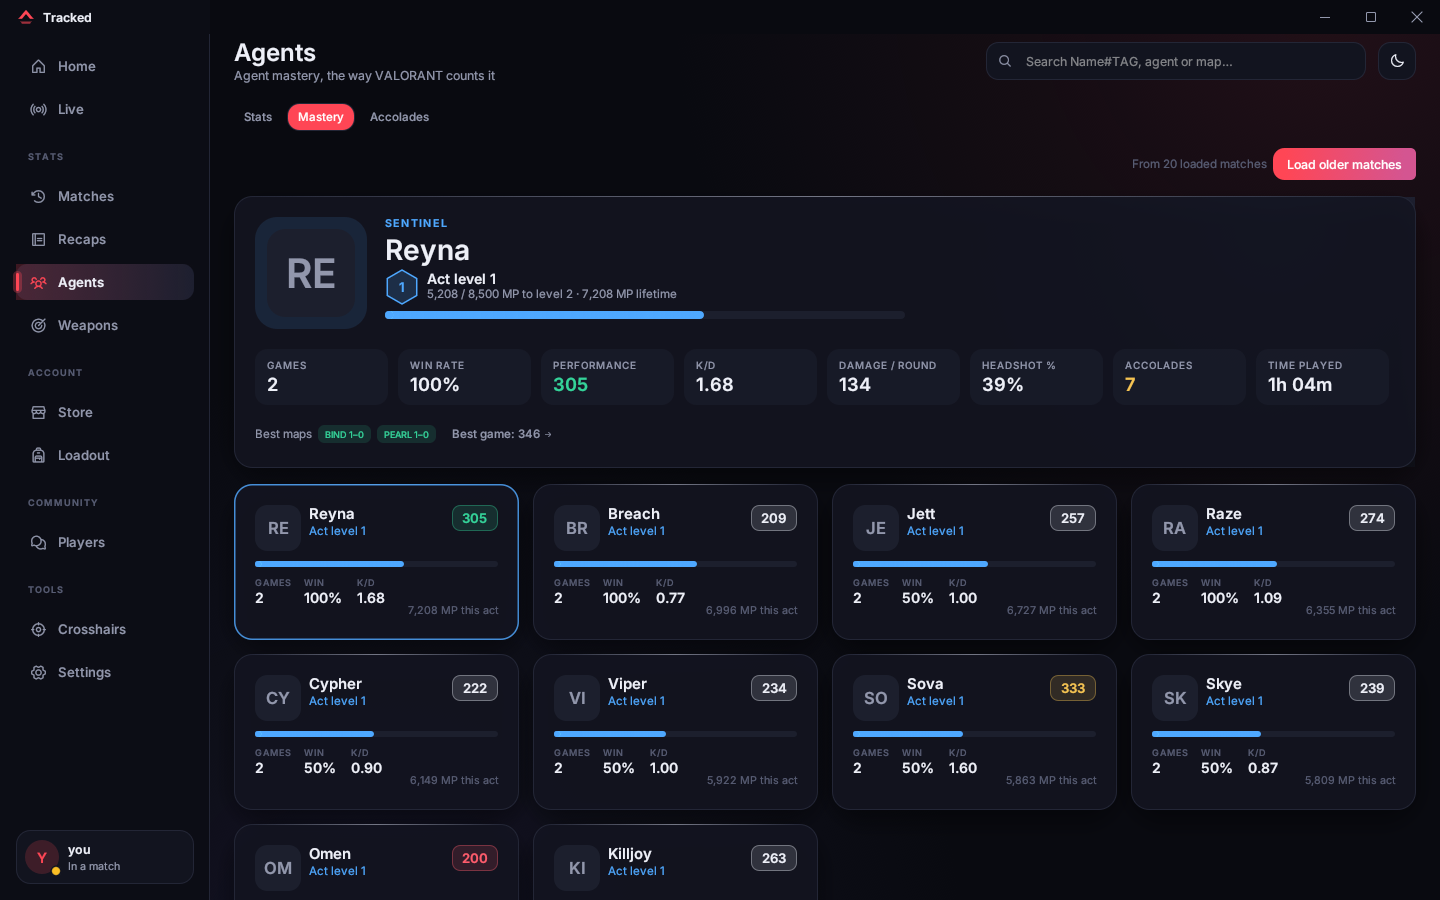 Tracked
Home
Live
STATS
Matches
Recaps
Agents
Weapons
ACCOUNT
Store
Loadout
COMMUNITY
Players
TOOLS
Crosshairs
Settings
Y
you
In a match
Agents
Agent mastery, the way VALORANT counts it
Search Name#TAG, agent or map...
Stats Mastery Accolades
From 20 loaded matches Load older matches
RE
SENTINEL
Reyna
1
Act level 1
5,208 / 8,500 MP to level 2 · 7,208 MP lifetime
GAMES WIN RATE PERFORMANCE K/D DAMAGE / ROUND HEADSHOT % ACCOLADES TIME PLAYED
2 100% 305 1.68 134 39% 7 1h 04m
Best maps BIND 1–0 PEARL 1–0 Best game: 346 →
RE
Reyna
Act level 1
305
GAMES WIN K/D
2 100% 1.68
7,208 MP this act
BR
Breach
Act level 1
209
GAMES WIN K/D
2 100% 0.77
6,996 MP this act
JE
Jett
Act level 1
257
GAMES WIN K/D
2 50% 1.00
6,727 MP this act
RA
Raze
Act level 1
274
GAMES WIN K/D
2 100% 1.09
6,355 MP this act
CY
Cypher
Act level 1
222
GAMES WIN K/D
2 50% 0.90
6,149 MP this act
VI
Viper
Act level 1
234
GAMES WIN K/D
2 50% 1.00
5,922 MP this act
SO
Sova
Act level 1
333
GAMES WIN K/D
2 50% 1.60
5,863 MP this act
SK
Skye
Act level 1
239
GAMES WIN K/D
2 50% 0.87
5,809 MP this act
OM
Omen
Act level 1
200
KI
Killjoy
Act level 1
263